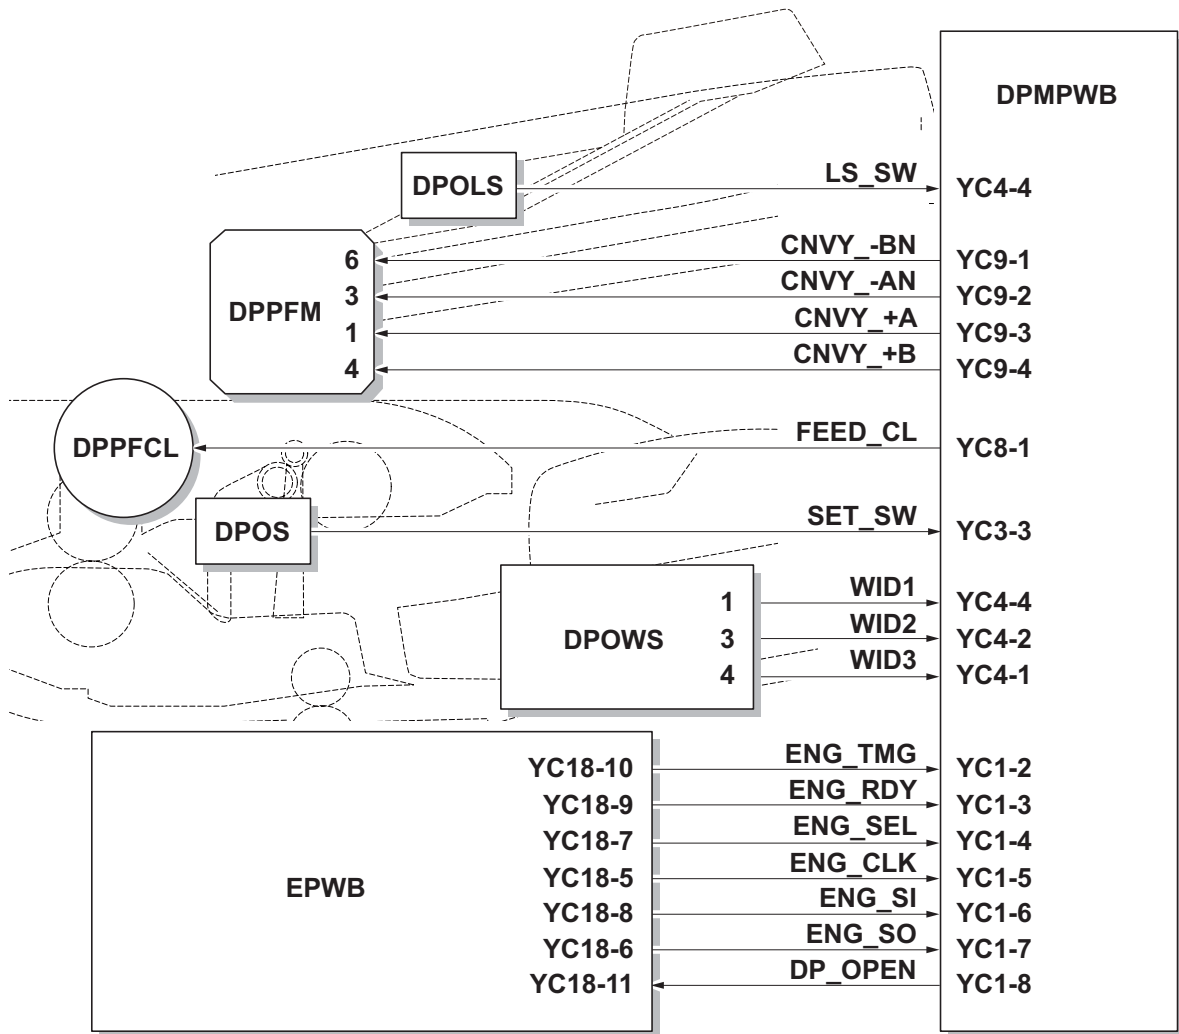 DPMPWB
DPOLS LS_SW YC4-4
DPPFM
6 CNVY_-BN YC9-1
3 CNVY_-AN YC9-2
1 CNVY_+A YC9-3
4 CNVY_+B YC9-4
DPPFCL FEED_CL YC8-1
DPOS SET_SW YC3-3
DPOWS
1 WID1 YC4-4
3 WID2 YC4-2
4 WID3 YC4-1
EPWB
YC18-10 ENG_TMG YC1-2
YC18-9 ENG_RDY YC1-3
YC18-7 ENG_SEL YC1-4
YC18-5 ENG_CLK YC1-5
YC18-8 ENG_SI YC1-6
YC18-6 ENG_SO YC1-7
YC18-11 DP_OPEN YC1-8